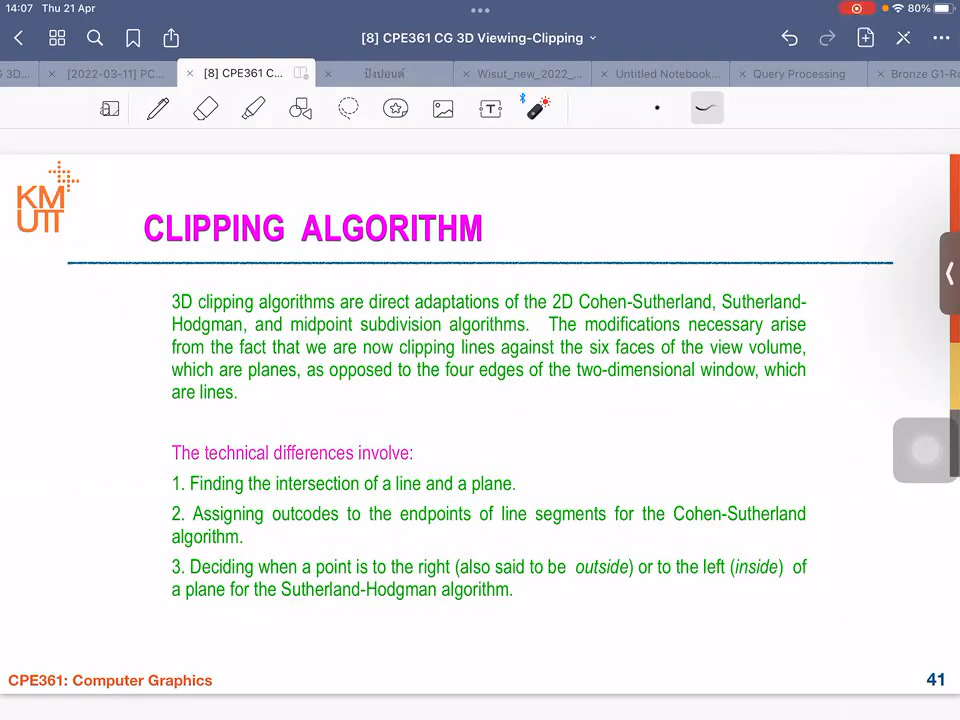 14:07 Thu 21 Apr
80%
[8] CPE361 CG 3D Viewing-Clipping
G 3D...
[2022-03-11] PC...
[8] CPE361 C...
ปังปอนด์
Wisut_new_2022_...
Untitled Notebook...
Query Processing
Bronze G1-Ra
T
KM
UTT
CLIPPING ALGORITHM
3D clipping algorithms are direct adaptations of the 2D Cohen-Sutherland, Sutherland-
Hodgman, and midpoint subdivision algorithms. The modifications necessary arise
from the fact that we are now clipping lines against the six faces of the view volume,
which are planes, as opposed to the four edges of the two-dimensional window, which
are lines.
The technical differences involve:
1. Finding the intersection of a line and a plane.
2. Assigning outcodes to the endpoints of line segments for the Cohen-Sutherland
algorithm.
3. Deciding when a point is to the right (also said to be outside) or to the left (inside) of
a plane for the Sutherland-Hodgman algorithm.
CPE361: Computer Graphics
41